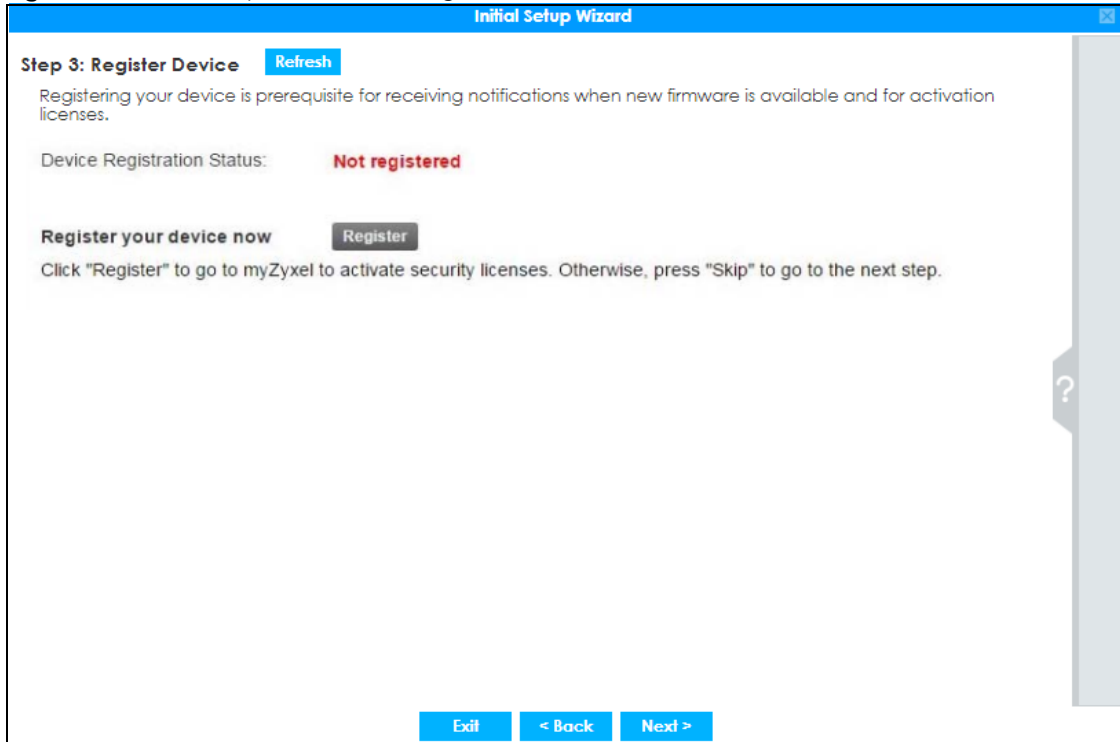 Initial Setup Wizard
Step 3: Register Device
Refresh
Registering your device is prerequisite for receiving notifications when new firmware is available and for activation
licenses.
Device Registration Status:
Not registered
Register your device now
Register
Click "Register" to go to myZyxel to activate security licenses. Otherwise, press "Skip" to go to the next step.
?
Exit
< Back
Next >